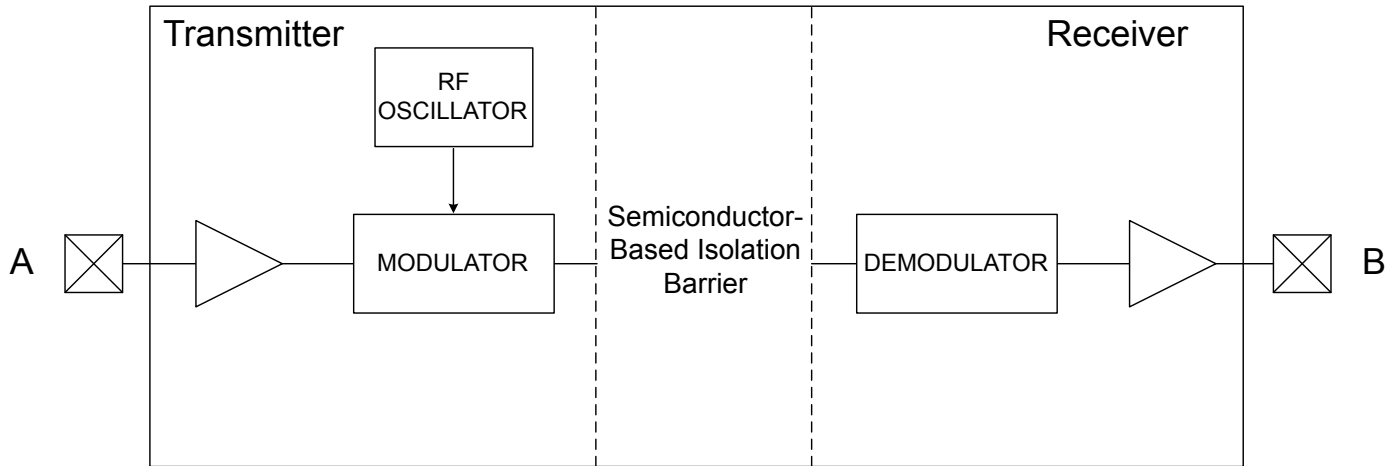 Transmitter
Receiver
RF
OSCILLATOR
A
MODULATOR
Semiconductor-
Based Isolation
Barrier
DEMODULATOR
B